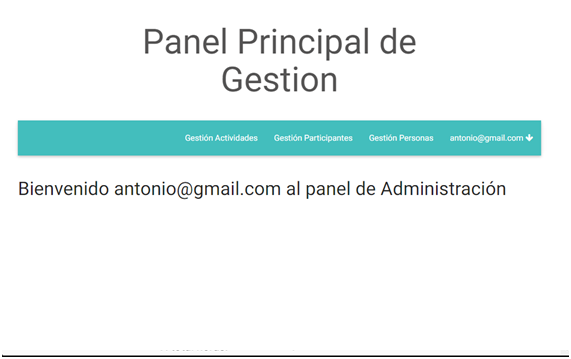 Panel Principal de
Gestion
Gestión Actividades Gestión Participantes Gestión Personas antonio@gmail.com
Bienvenido antonio@gmail.com al panel de Administración